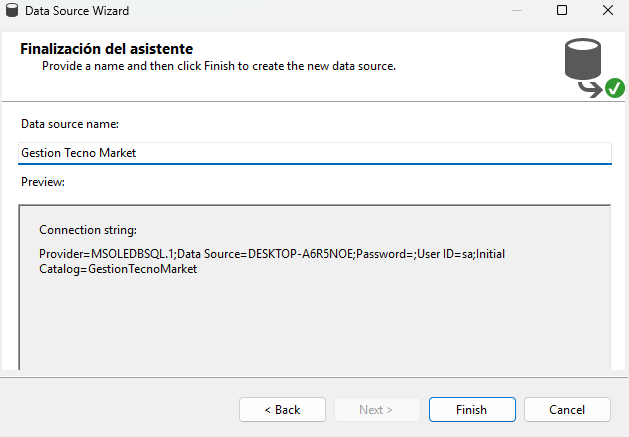 Data Source Wizard
Finalización del asistente
Provide a name and then click Finish to create the new data source.
Data source name:
Gestion Tecno Market
Preview:
Connection string:
Provider=MSOLEDBSQL.1;Data Source=DESKTOP-A6R5NOE;Password=;User ID=sa;Initial
Catalog=GestionTecnoMarket
< Back
Next >
Finish
Cancel